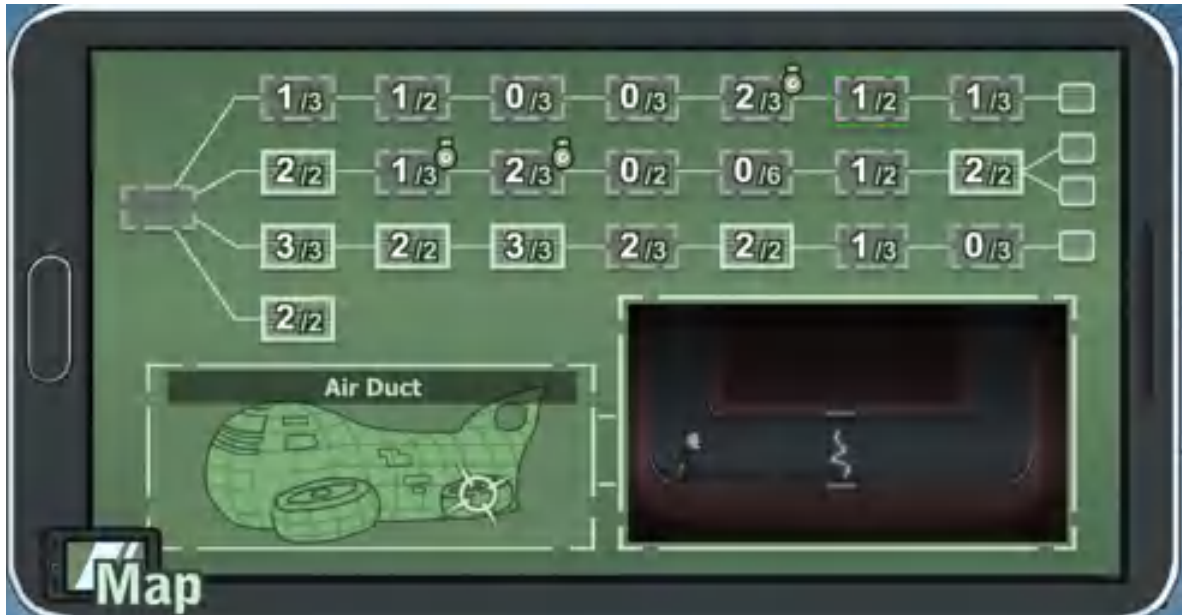 1/3 1/2 0/3 0/3 2/3 1/2 1/3
2/2 1/3 2/3 0/2 0/6 1/2 2/2
3/3 2/2 3/3 2/3 2/2 1/3 0/3
2/2
Air Duct
Map